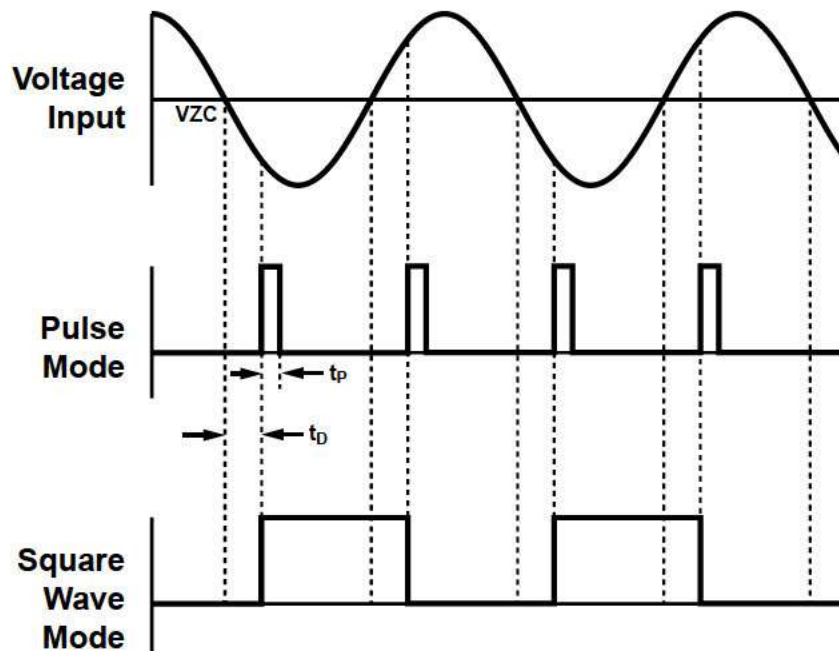 Voltage
Input
VZC
Pulse
Mode
tP
tD
Square
Wave
Mode